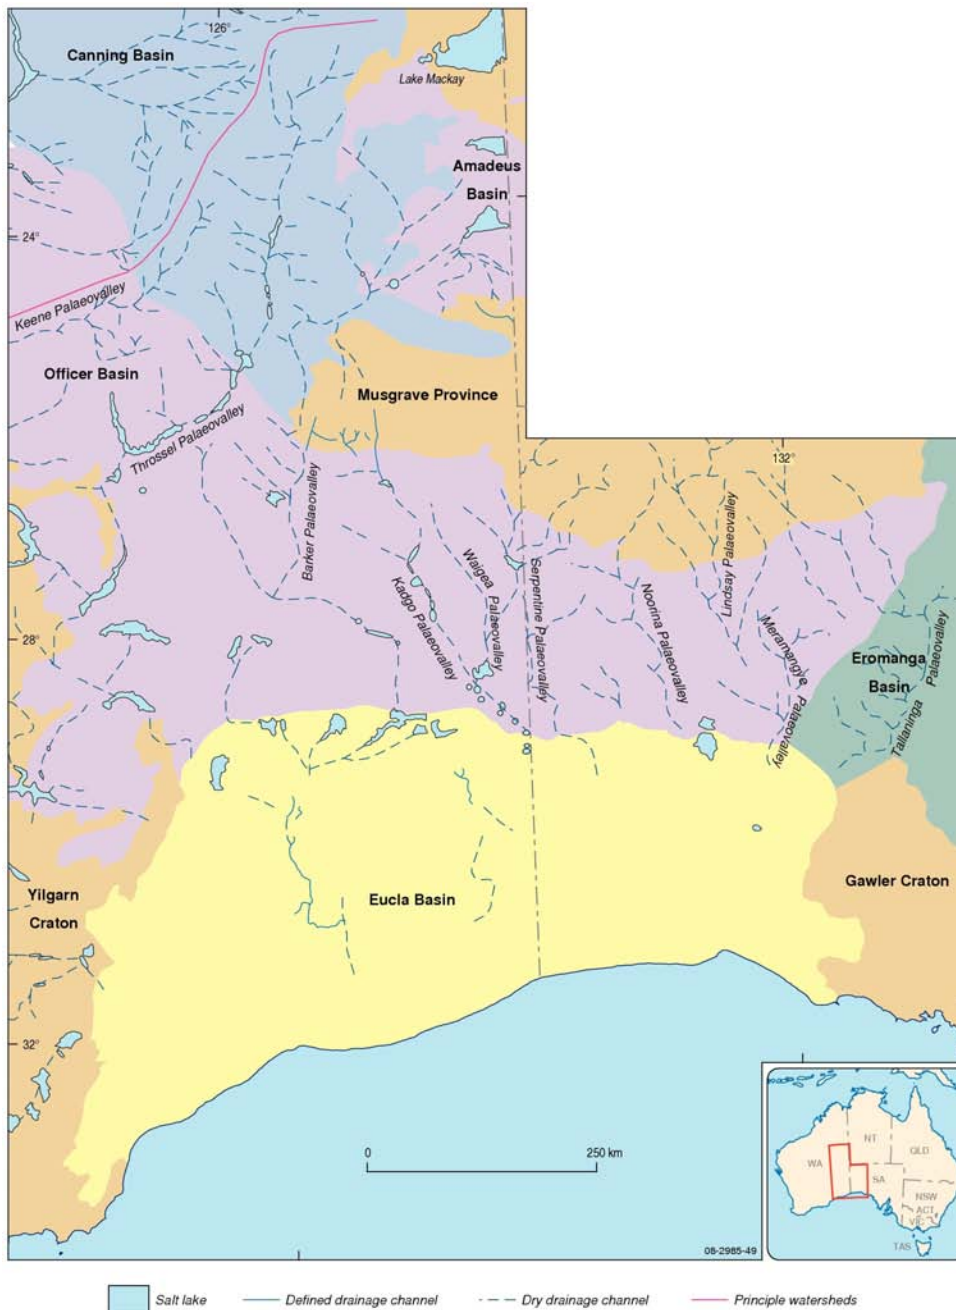 126°
Canning Basin
Lake Mackay
Amadeus
Basin
24°
Keene Palaeovalley
Officer Basin
Musgrave Province
Throssel Palaeovalley
132°
Barker Palaeovalley
Kadgo Palaeovalley
Waigea Palaeovalley
Serpentine Palaeovalley
Noorina Palaeovalley
Lindsay Palaeovalley
Meramangye Palaeovalley
28°
Eromanga
Basin
Tallaninga Palaeovalley
Yilgarn
Craton
Eucla Basin
Gawler Craton
32°
0
250 km
NT
WA
QLD
SA
NSW
ACT
VIC
TAS
08-2985-49
Salt lake
Defined drainage channel
Dry drainage channel
Principle watersheds